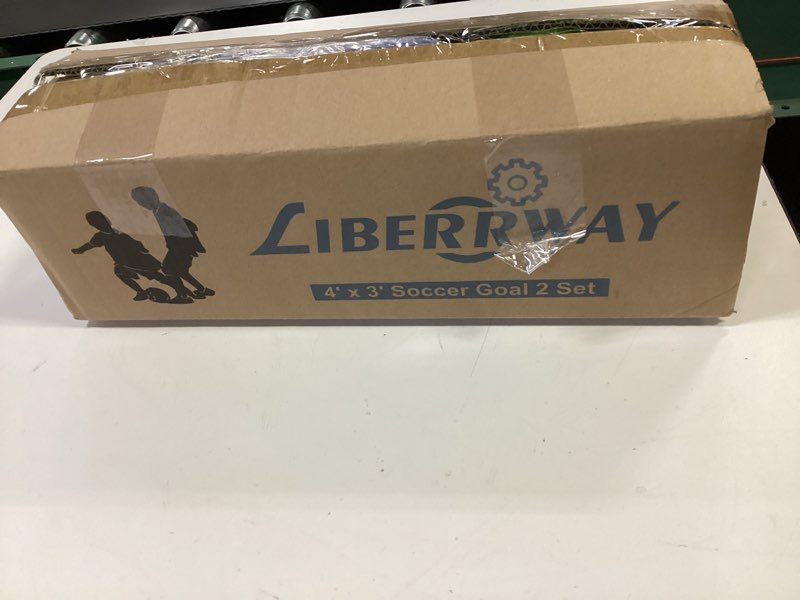 LIBERRWAY
4' x 3' Soccer Goal 2 Set